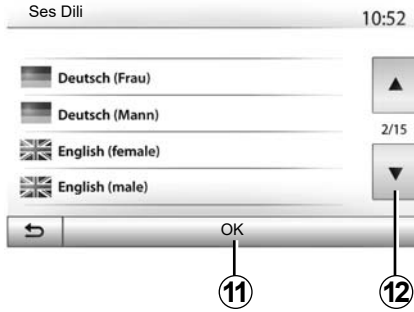 Ses Dili
10:52
Deutsch (Frau)
Deutsch (Mann)
2/15
English (female)
English (male)
OK
11
12